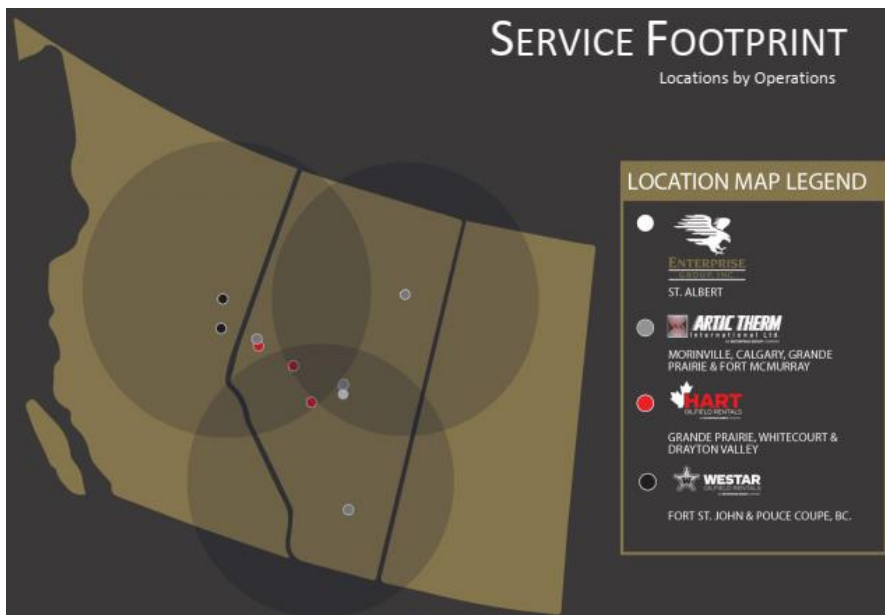 SERVICE FOOTPRINT
Locations by Operations
LOCATION MAP LEGEND
ENTERPRISE
GROUP, INC.
ST. ALBERT
ARTIC THERM
International Ltd.
MORINVILLE, CALGARY, GRANDE
PRAIRIE & FORT MCMURRAY
HART
OILFIELD RENTALS
GRANDE PRAIRIE, WHITECOURT &
DRAYTON VALLEY
WESTAR
OILFIELD RENTALS
FORT ST. JOHN & POUCE COUPE, BC.